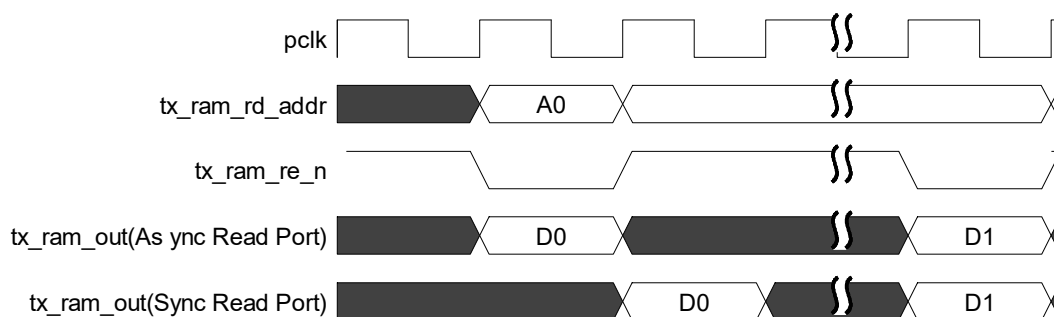 pclk
tx_ram_rd_addr A0
tx_ram_re_n
tx_ram_out(As ync Read Port) D0 D1
tx_ram_out(Sync Read Port) D0 D1